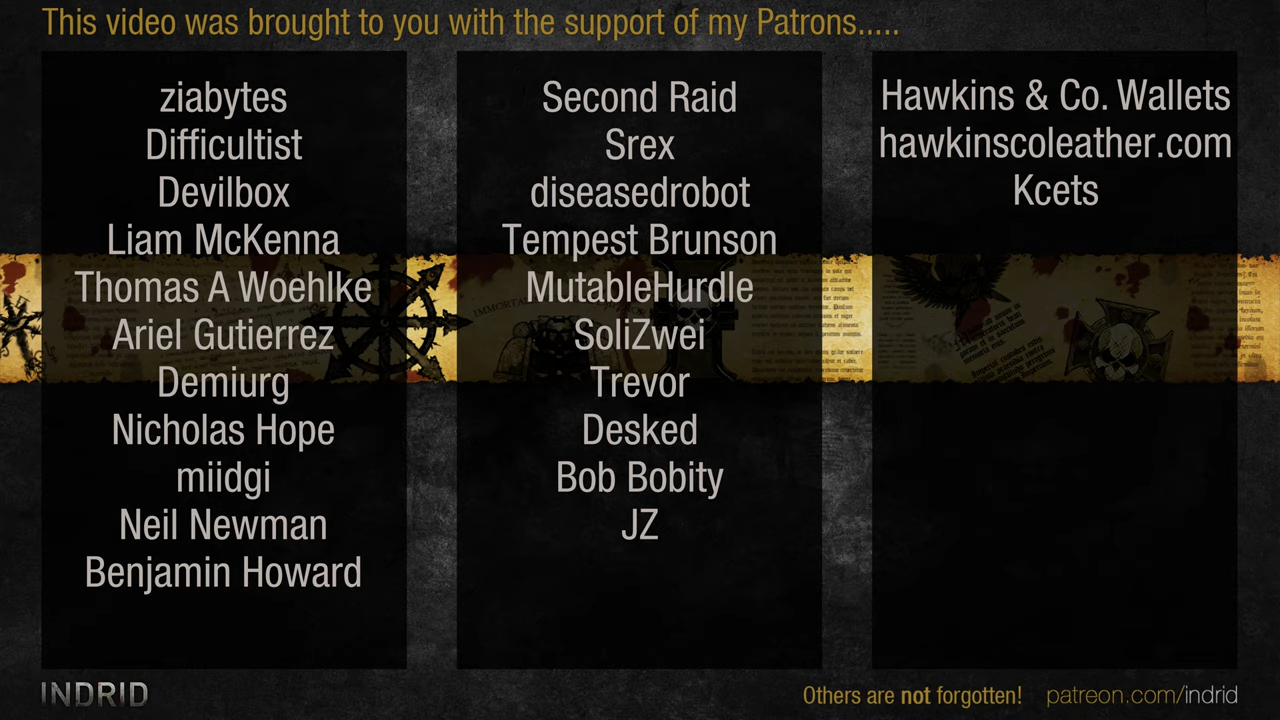 This video was brought to you with the support of my Patrons.....
ziabytes
Difficultist
Devilbox
Liam McKenna
Thomas A Woehlke
Ariel Gutierrez
Demiurg
Nicholas Hope
miidgi
Neil Newman
Benjamin Howard
Second Raid
Srex
diseasedrobot
Tempest Brunson
MutableHurdle
SoliZwei
Trevor
Desked
Bob Bobity
JZ
Hawkins & Co. Wallets
hawkinscoleather.com
Kcets
INDRID
Others are not forgotten!
patreon.com/indrid